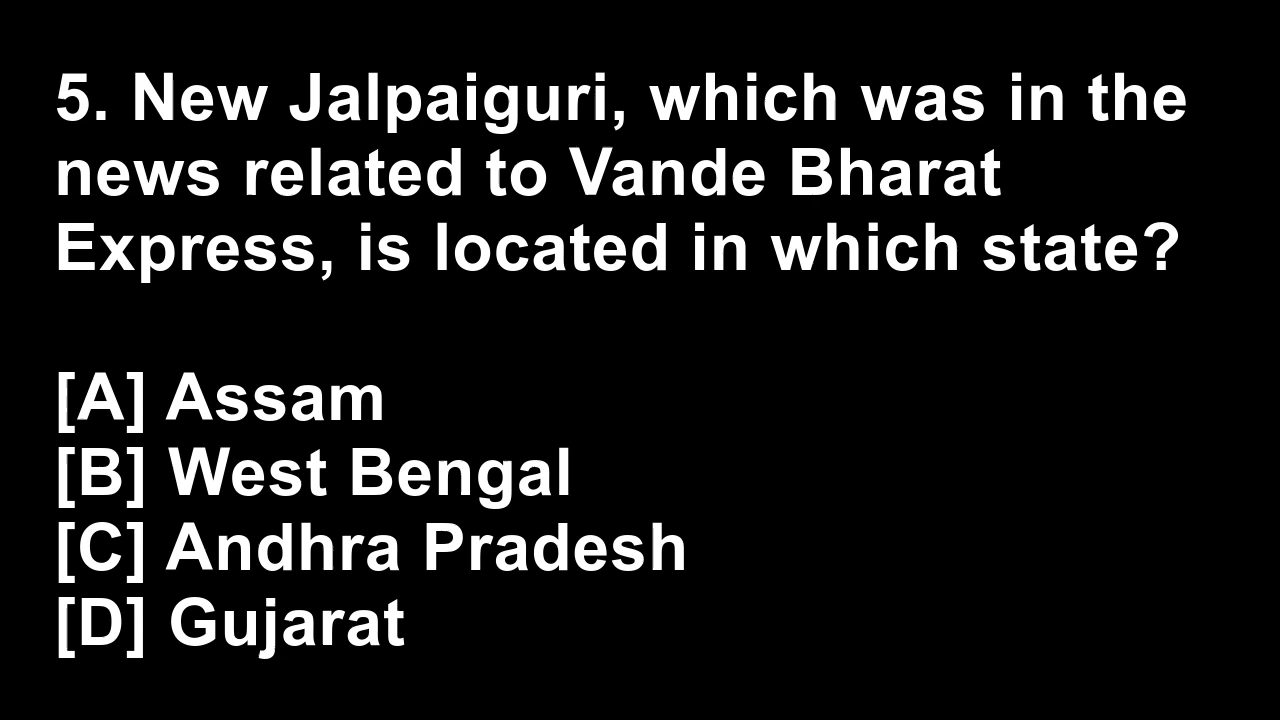 5. New Jalpaiguri, which was in the
news related to Vande Bharat
Express, is located in which state?
[A] Assam
[B] West Bengal
[C] Andhra Pradesh
[D] Gujarat